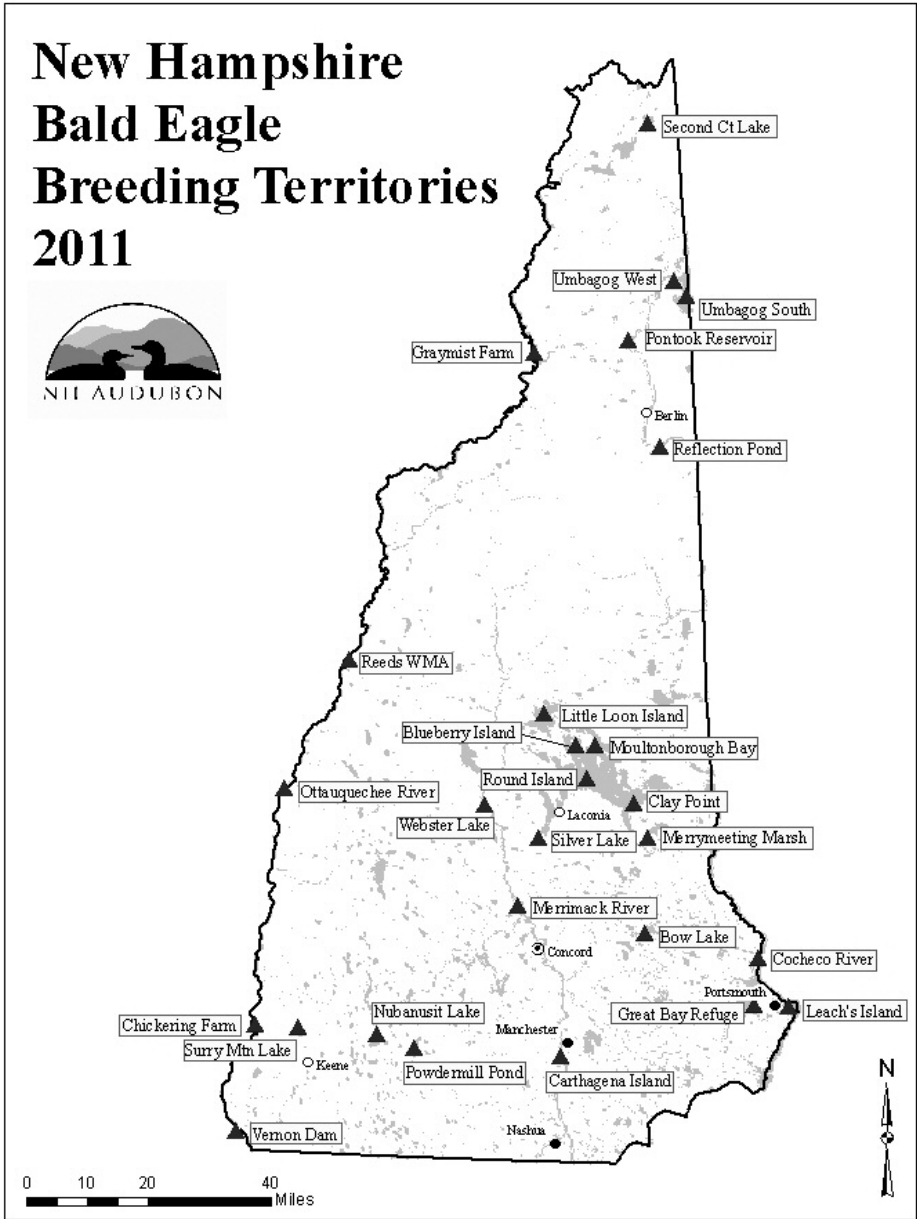 New Hampshire
Bald Eagle
Breeding Territories
2011
NH AUDUBON
Second Ct Lake
Umbagog West
Umbagog South
Pontook Reservoir
Graymist Farm
Berlin
Reflection Pond
Reeds WMA
Little Loon Island
Blueberry Island
Moultonborough Bay
Round Island
Ottauquechee River
Clay Point
Webster Lake
Laconia
Silver Lake
Merrymeeting Marsh
Merrimack River
Bow Lake
Concord
Cocheco River
Portsmouth
Great Bay Refuge
Leach's Island
Chickering Farm
Nubanusit Lake
Manchester
Surry Mtn Lake
Keene
Powdermill Pond
Carthagena Island
Nashua
Vernon Dam
N
0 10 20 40
Miles